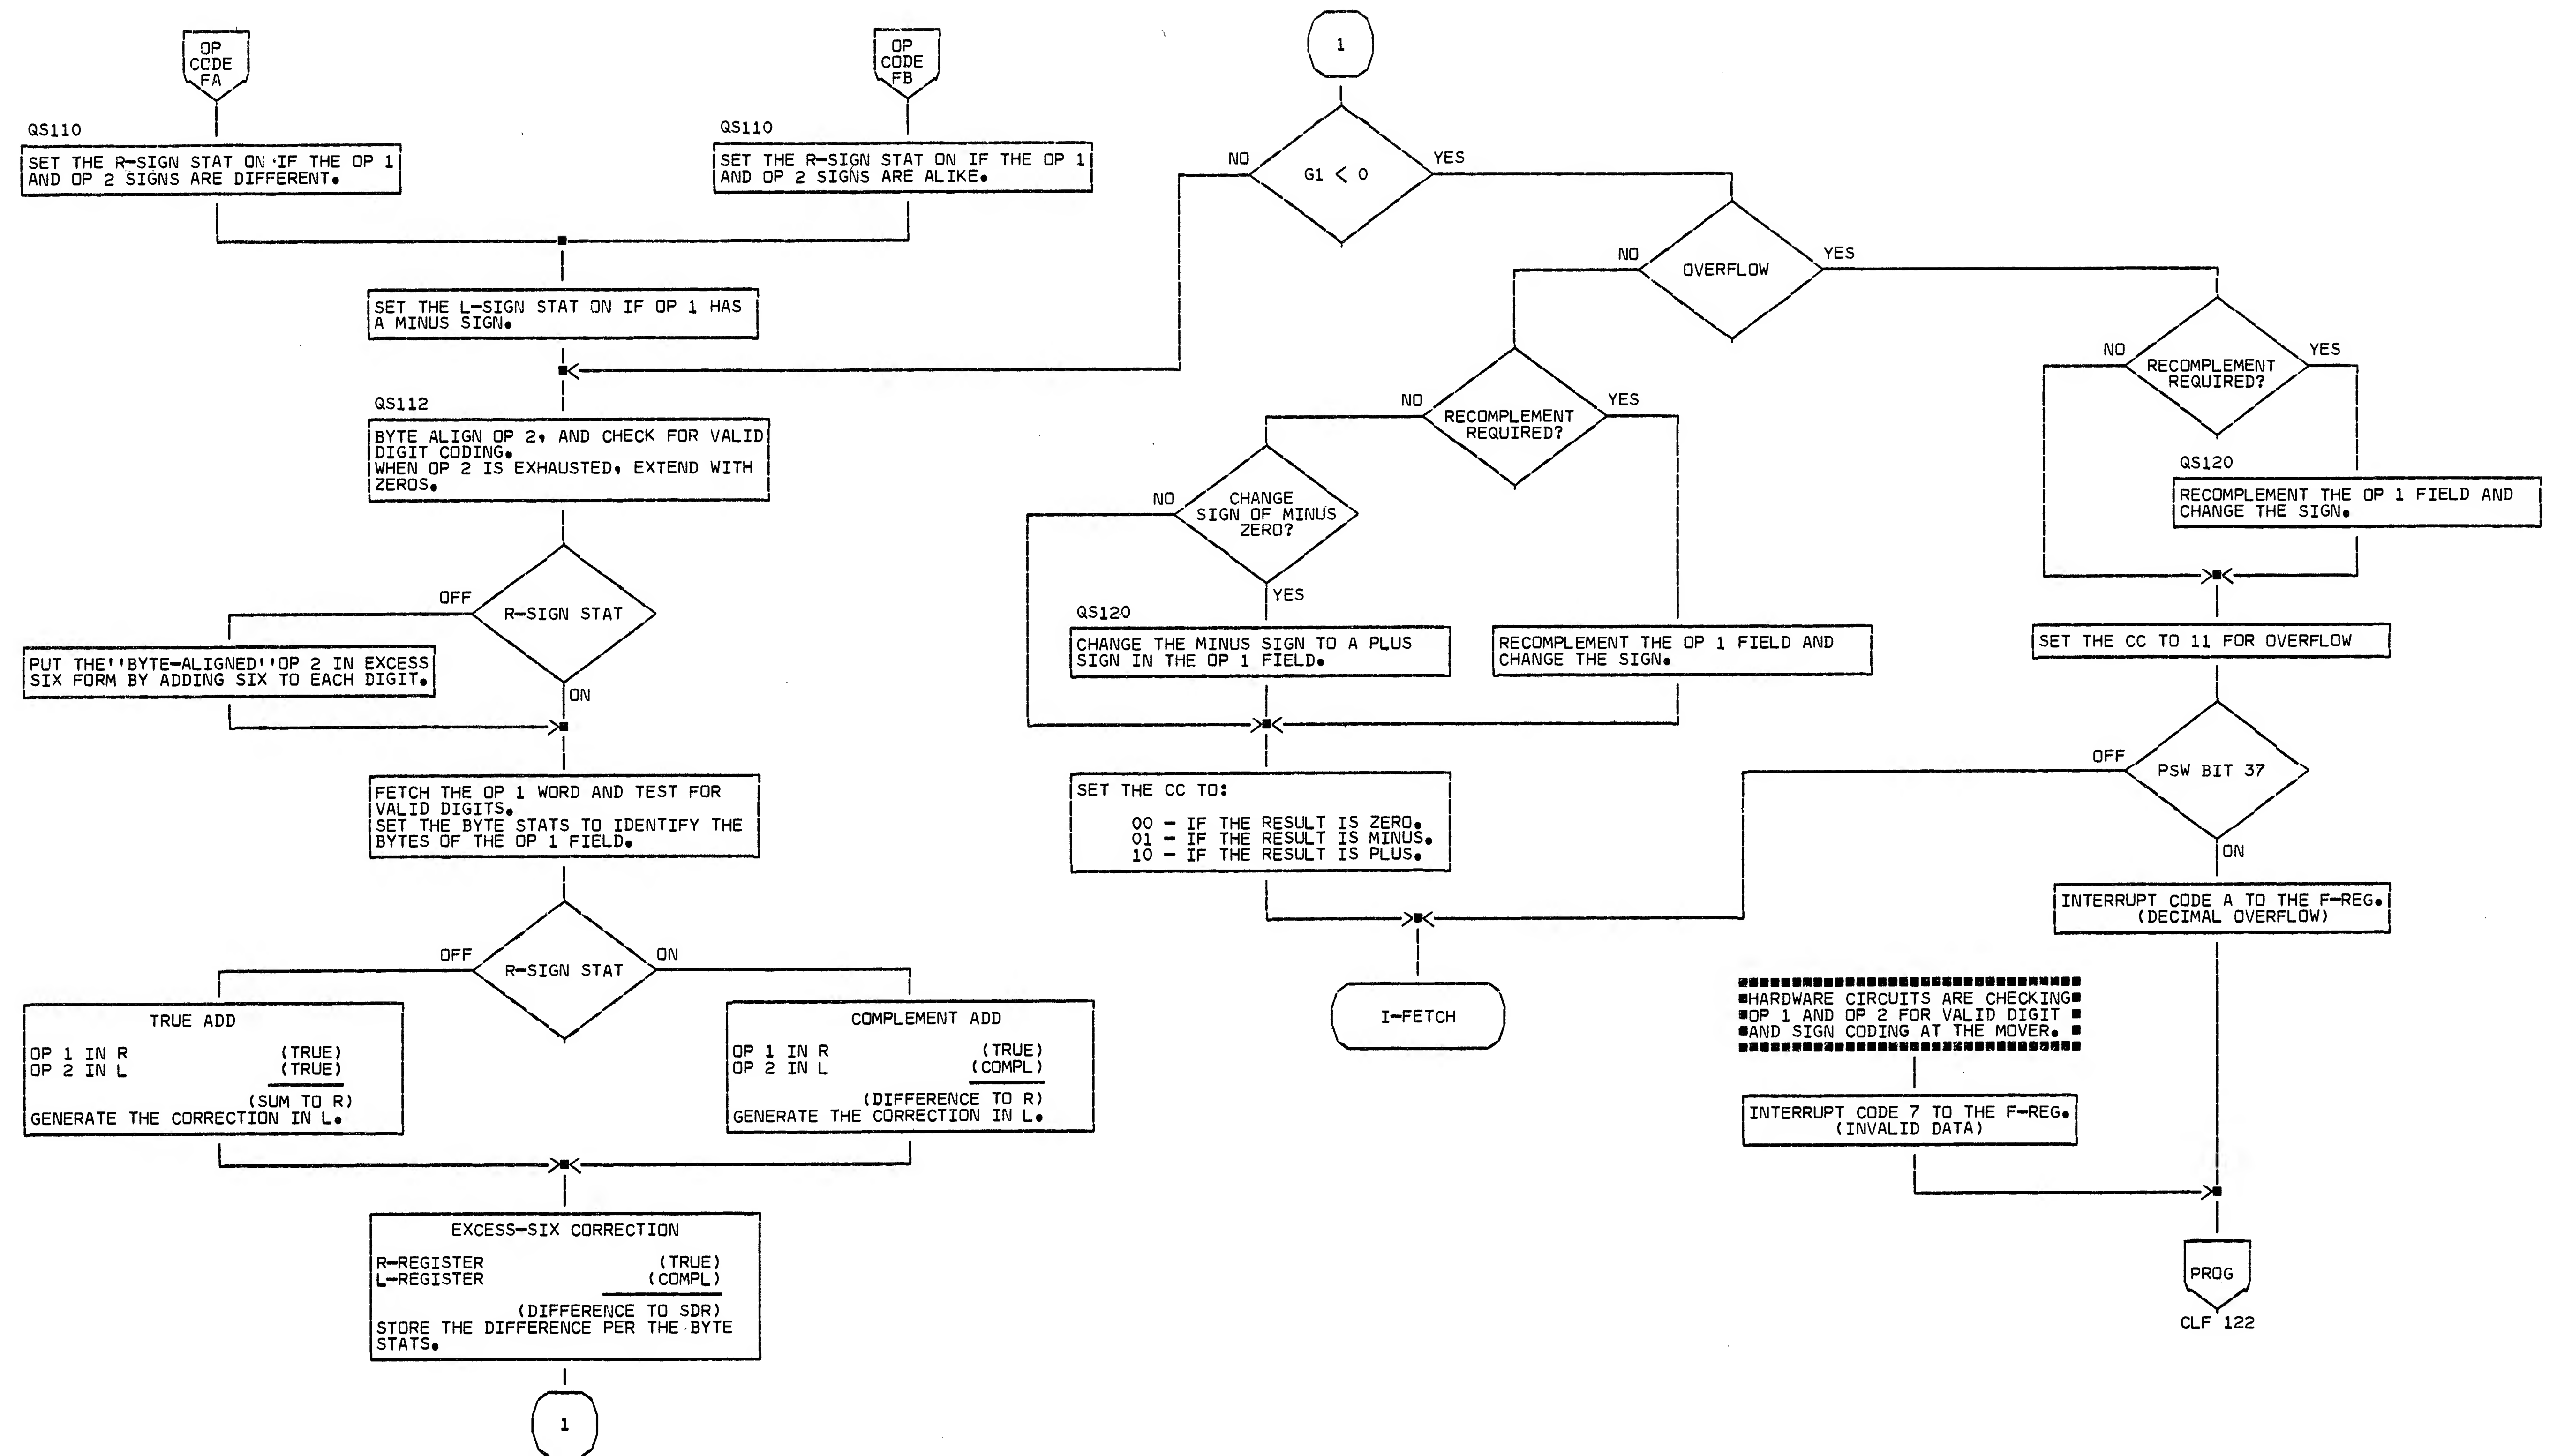 OP
CODE
FA
QS110
SET THE R-SIGN STAT ON IF THE OP 1
AND OP 2 SIGNS ARE DIFFERENT.
OP
CODE
FB
QS110
SET THE R-SIGN STAT ON IF THE OP 1
AND OP 2 SIGNS ARE ALIKE.
SET THE L-SIGN STAT ON IF OP 1 HAS
A MINUS SIGN.
QS112
BYTE ALIGN OP 2, AND CHECK FOR VALID
DIGIT CODING.
WHEN OP 2 IS EXHAUSTED, EXTEND WITH
ZEROS.
OFF
R-SIGN STAT
ON
PUT THE''BYTE-ALIGNED''OP 2 IN EXCESS
SIX FORM BY ADDING SIX TO EACH DIGIT.
FETCH THE OP 1 WORD AND TEST FOR
VALID DIGITS.
SET THE BYTE STATS TO IDENTIFY THE
BYTES OF THE OP 1 FIELD.
OFF
R-SIGN STAT
ON
TRUE ADD
OP 1 IN R (TRUE)
OP 2 IN L (TRUE)
(SUM TO R)
GENERATE THE CORRECTION IN L.
COMPLEMENT ADD
OP 1 IN R (TRUE)
OP 2 IN L (COMPL)
(DIFFERENCE TO R)
GENERATE THE CORRECTION IN L.
EXCESS-SIX CORRECTION
R-REGISTER (TRUE)
L-REGISTER (COMPL)
(DIFFERENCE TO SDR)
STORE THE DIFFERENCE PER THE BYTE
STATS.
1
1
NO
G1 < 0
YES
NO
OVERFLOW
YES
NO
RECOMPLEMENT
REQUIRED?
YES
NO
CHANGE
SIGN OF MINUS
ZERO?
YES
QS120
CHANGE THE MINUS SIGN TO A PLUS
SIGN IN THE OP 1 FIELD.
RECOMPLEMENT THE OP 1 FIELD AND
CHANGE THE SIGN.
SET THE CC TO:
00 - IF THE RESULT IS ZERO.
01 - IF THE RESULT IS MINUS.
10 - IF THE RESULT IS PLUS.
I-FETCH
NO
RECOMPLEMENT
REQUIRED?
YES
QS120
RECOMPLEMENT THE OP 1 FIELD AND
CHANGE THE SIGN.
SET THE CC TO 11 FOR OVERFLOW
OFF
PSW BIT 37
ON
INTERRUPT CODE A TO THE F-REG.
(DECIMAL OVERFLOW)
HARDWARE CIRCUITS ARE CHECKING
OP 1 AND OP 2 FOR VALID DIGIT
AND SIGN CODING AT THE MOVER.
INTERRUPT CODE 7 TO THE F-REG.
(INVALID DATA)
PROG
CLF 122